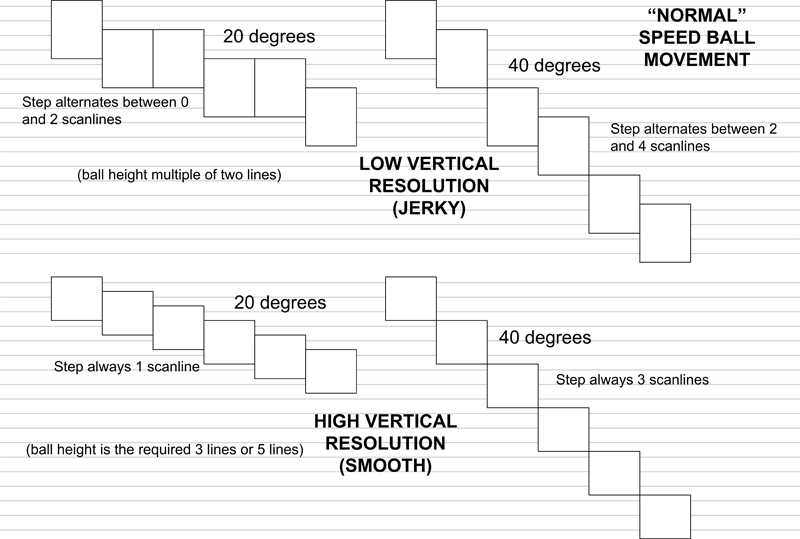 20 degrees
Step alternates between 0
and 2 scanlines
(ball height multiple of two lines)
40 degrees
“NORMAL”
SPEED BALL
MOVEMENT
Step alternates between 2
and 4 scanlines
LOW VERTICAL
RESOLUTION
(JERKY)
20 degrees
Step always 1 scanline
(ball height is the required 3 lines or 5 lines)
40 degrees
Step always 3 scanlines
HIGH VERTICAL
RESOLUTION
(SMOOTH)